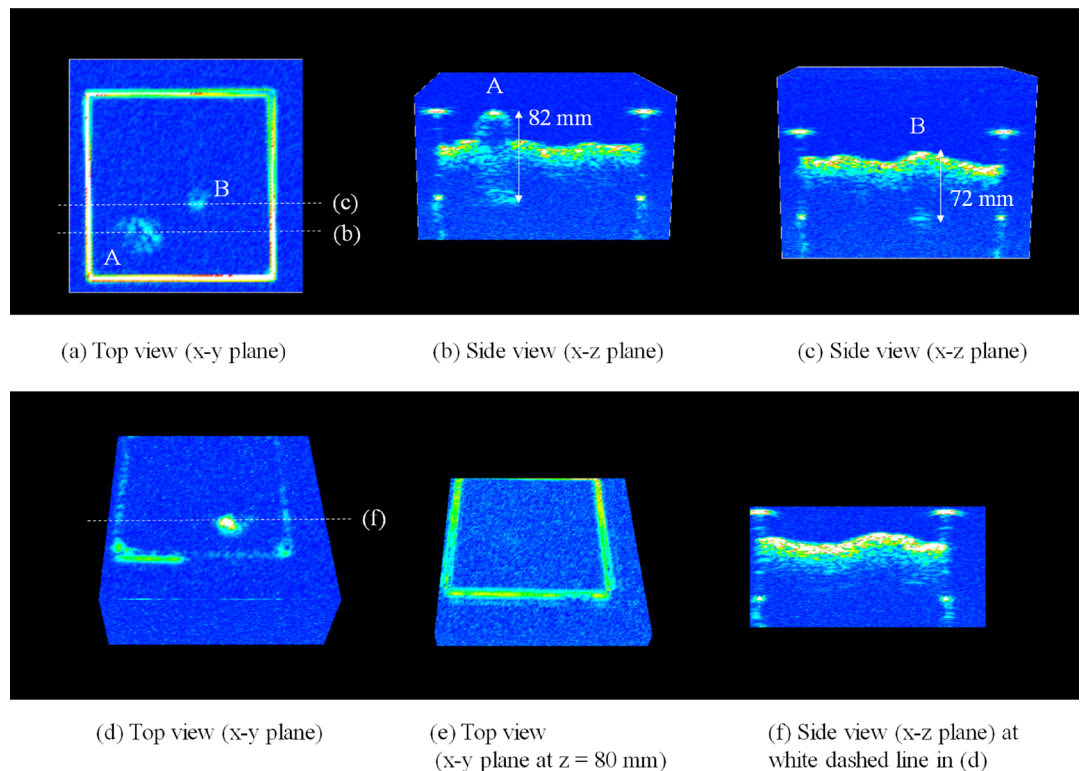 A
B
(c)
(b)
A
82 mm
B
72 mm
(a) Top view (x-y plane)
(b) Side view (x-z plane)
(c) Side view (x-z plane)
(f)
(d) Top view (x-y plane)
(e) Top view
(x-y plane at z = 80 mm)
(f) Side view (x-z plane) at
white dashed line in (d)